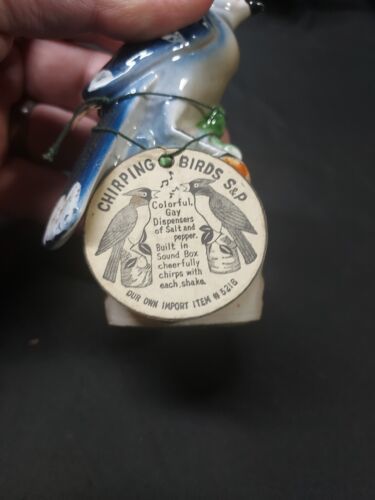 CHIRPING BIRDS S&P
Colorful,
Gay
Dispensers
of Salt and
pepper.
Built in
Sound Box
cheerfully
chirps with
each shake.
OUR OWN IMPORT ITEM # 5218